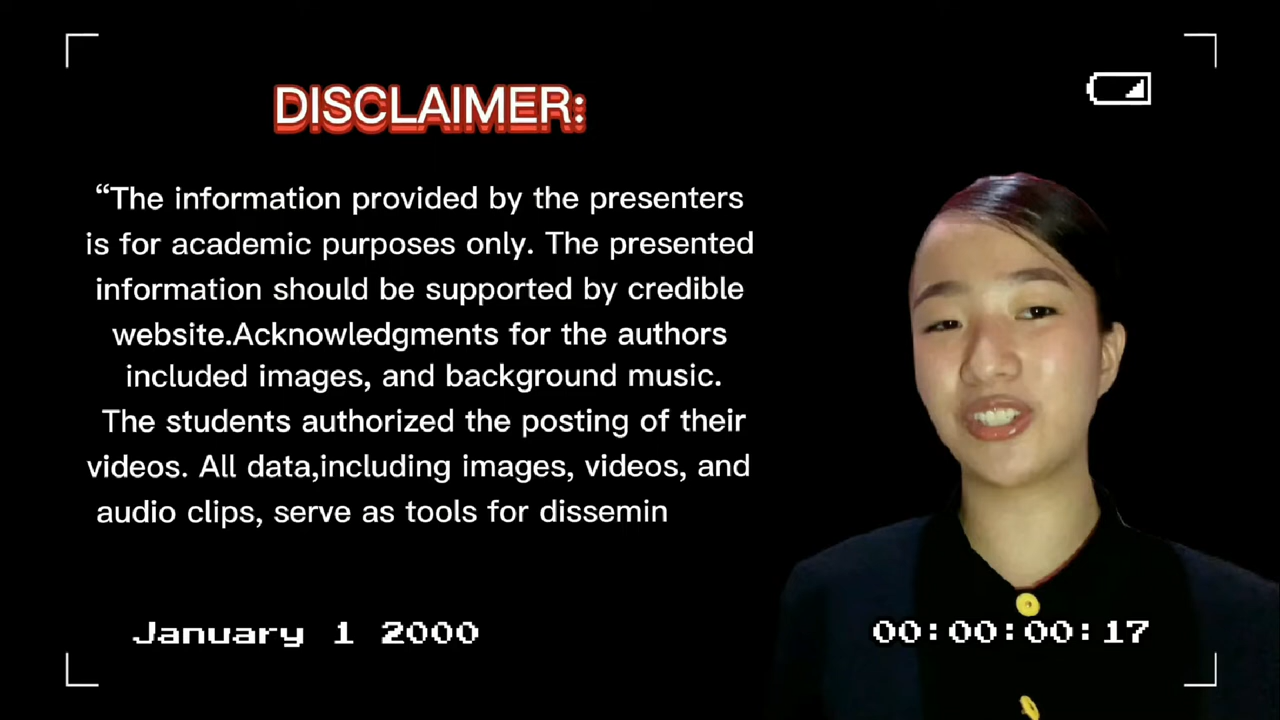 DISCLAIMER:
“The information provided by the presenters
is for academic purposes only. The presented
information should be supported by credible
website.Acknowledgments for the authors
included images, and background music.
The students authorized the posting of their
videos. All data,including images, videos, and
audio clips, serve as tools for dissemin
January 1 2000
00:00:00:17